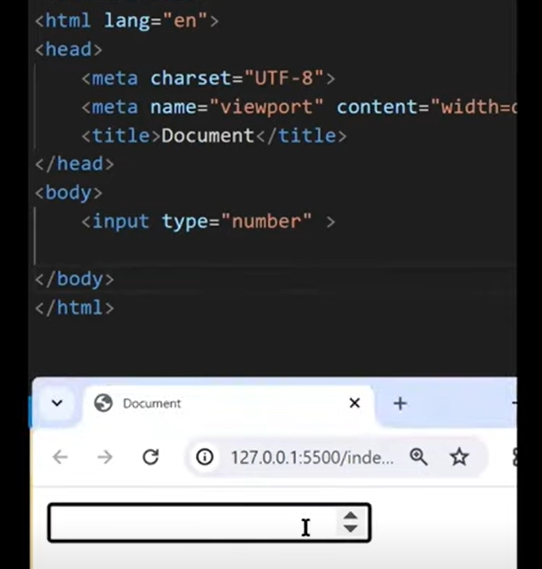 <html lang="en">
<head>
<meta charset="UTF-8">
<meta name="viewport" content="width=
<title>Document</title>
</head>
<body>
<input type="number" >
</body>
</html>
Document
127.0.0.1:5500/inde...